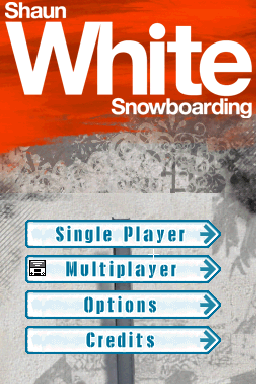 Shaun
White
Snowboarding
Single Player
Multiplayer
Options
Credits